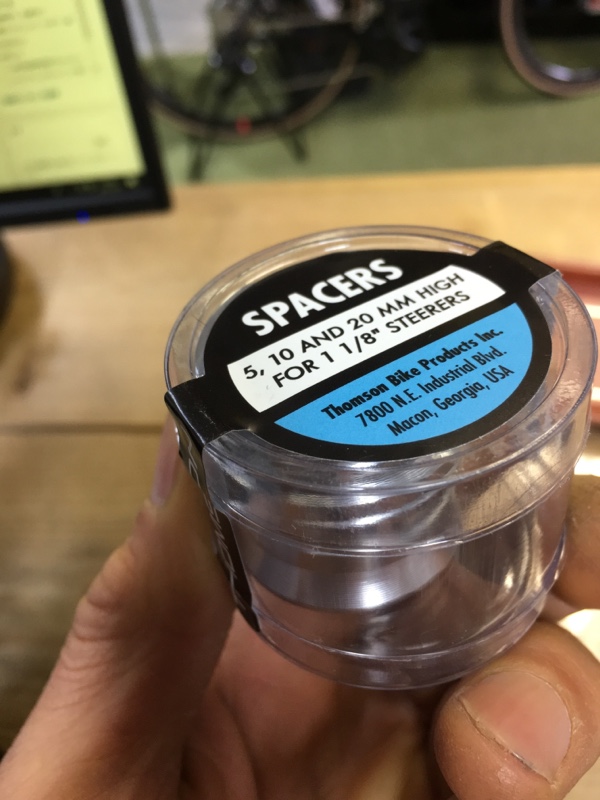 SPACERS
5, 10 AND 20 MM HIGH
FOR 1 1/8" STEERERS
Thomson Bike Products Inc.
7800 N.E. Industrial Blvd.
Macon, Georgia, USA